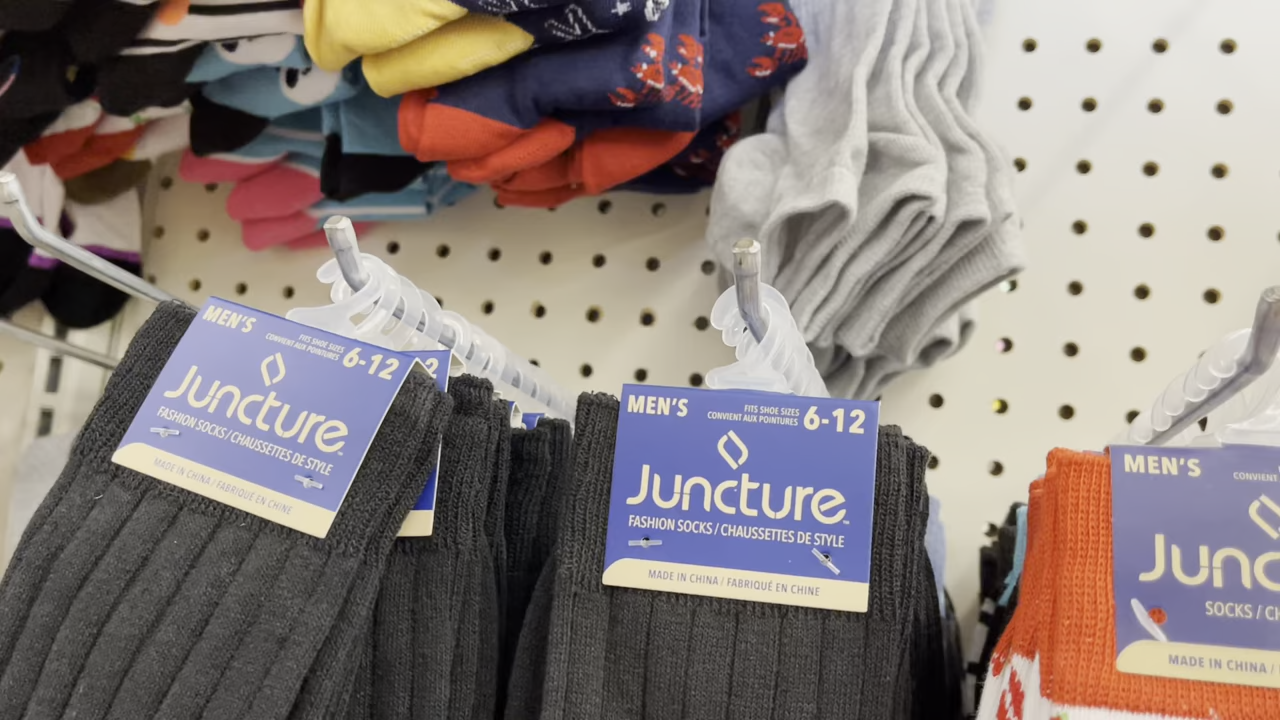 MEN'S
FITS SHOE SIZES
CONVIENT AUX POINTURES
6-12
Juncture
FASHION SOCKS / CHAUSSETTES DE STYLE
MADE IN CHINA / FABRIQUÉ EN CHINE
MEN'S
FITS SHOE SIZES
CONVIENT AUX POINTURES
6-12
Juncture™
FASHION SOCKS / CHAUSSETTES DE STYLE
MADE IN CHINA / FABRIQUÉ EN CHINE
MEN'S
CONVIENT
Junc
SOCKS / CH
MADE IN CHINA /